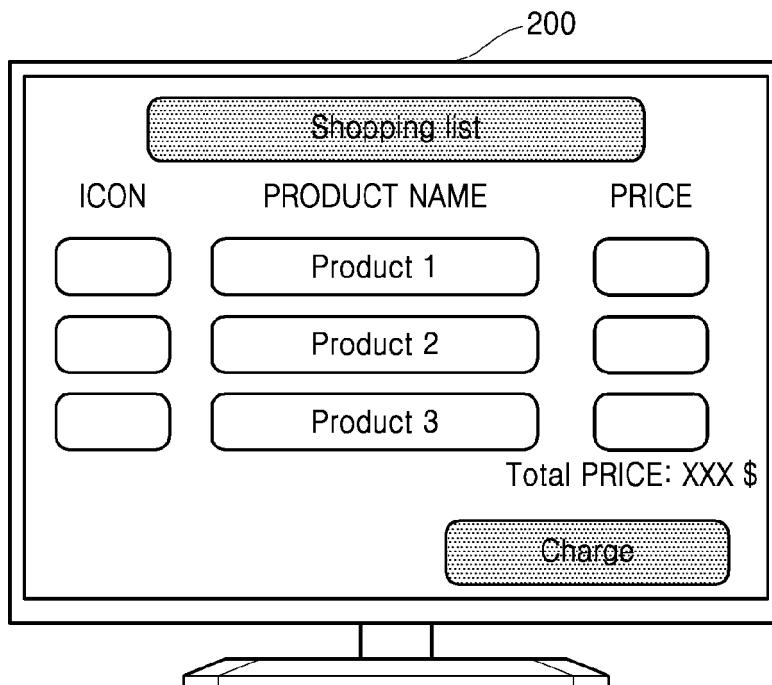 200
Shopping list
ICON PRODUCT NAME PRICE
Product 1
Product 2
Product 3
Total PRICE: XXX $
Charge